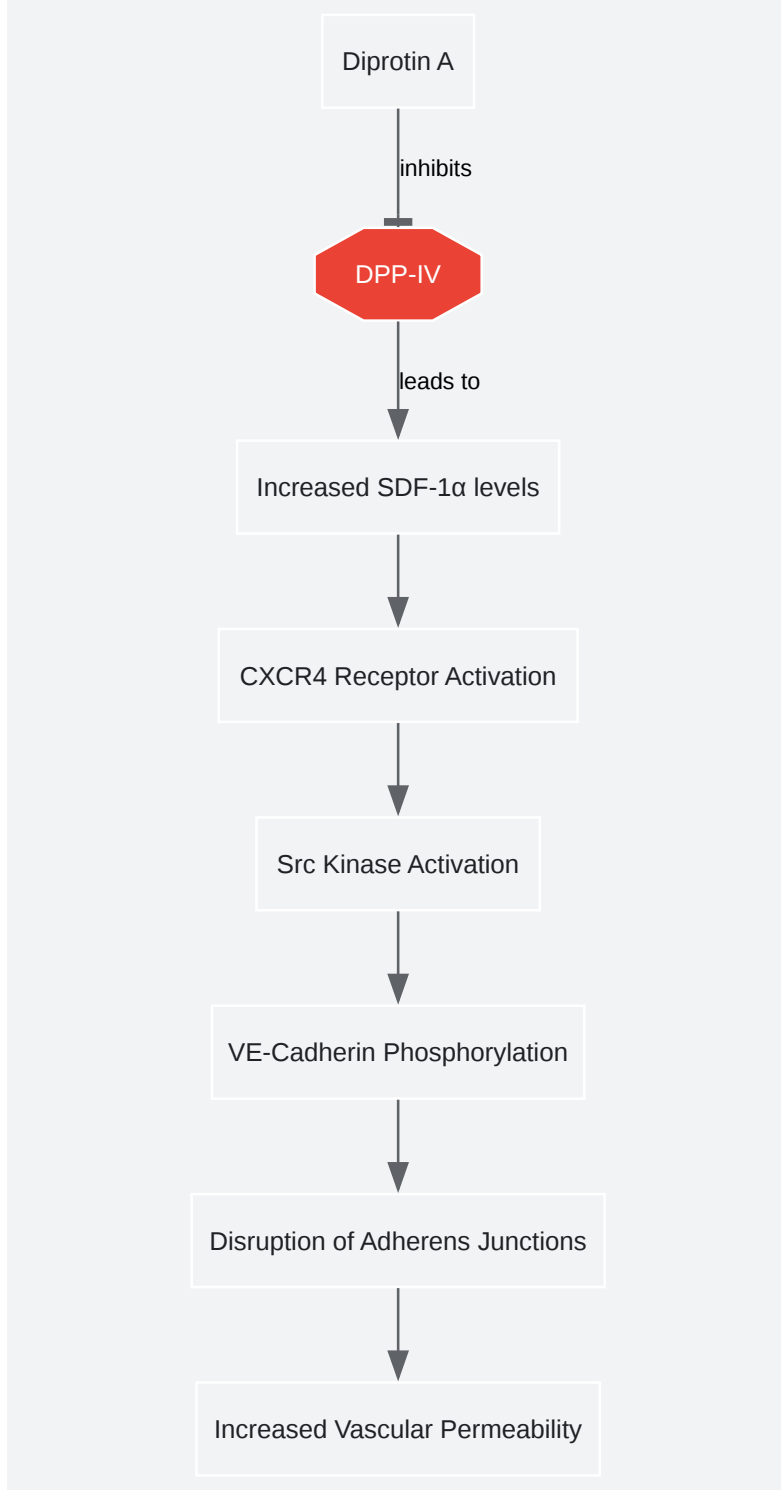 Diprotin A
inhibits
DPP-IV
leads to
Increased SDF-1α levels
CXCR4 Receptor Activation
Src Kinase Activation
VE-Cadherin Phosphorylation
Disruption of Adherens Junctions
Increased Vascular Permeability